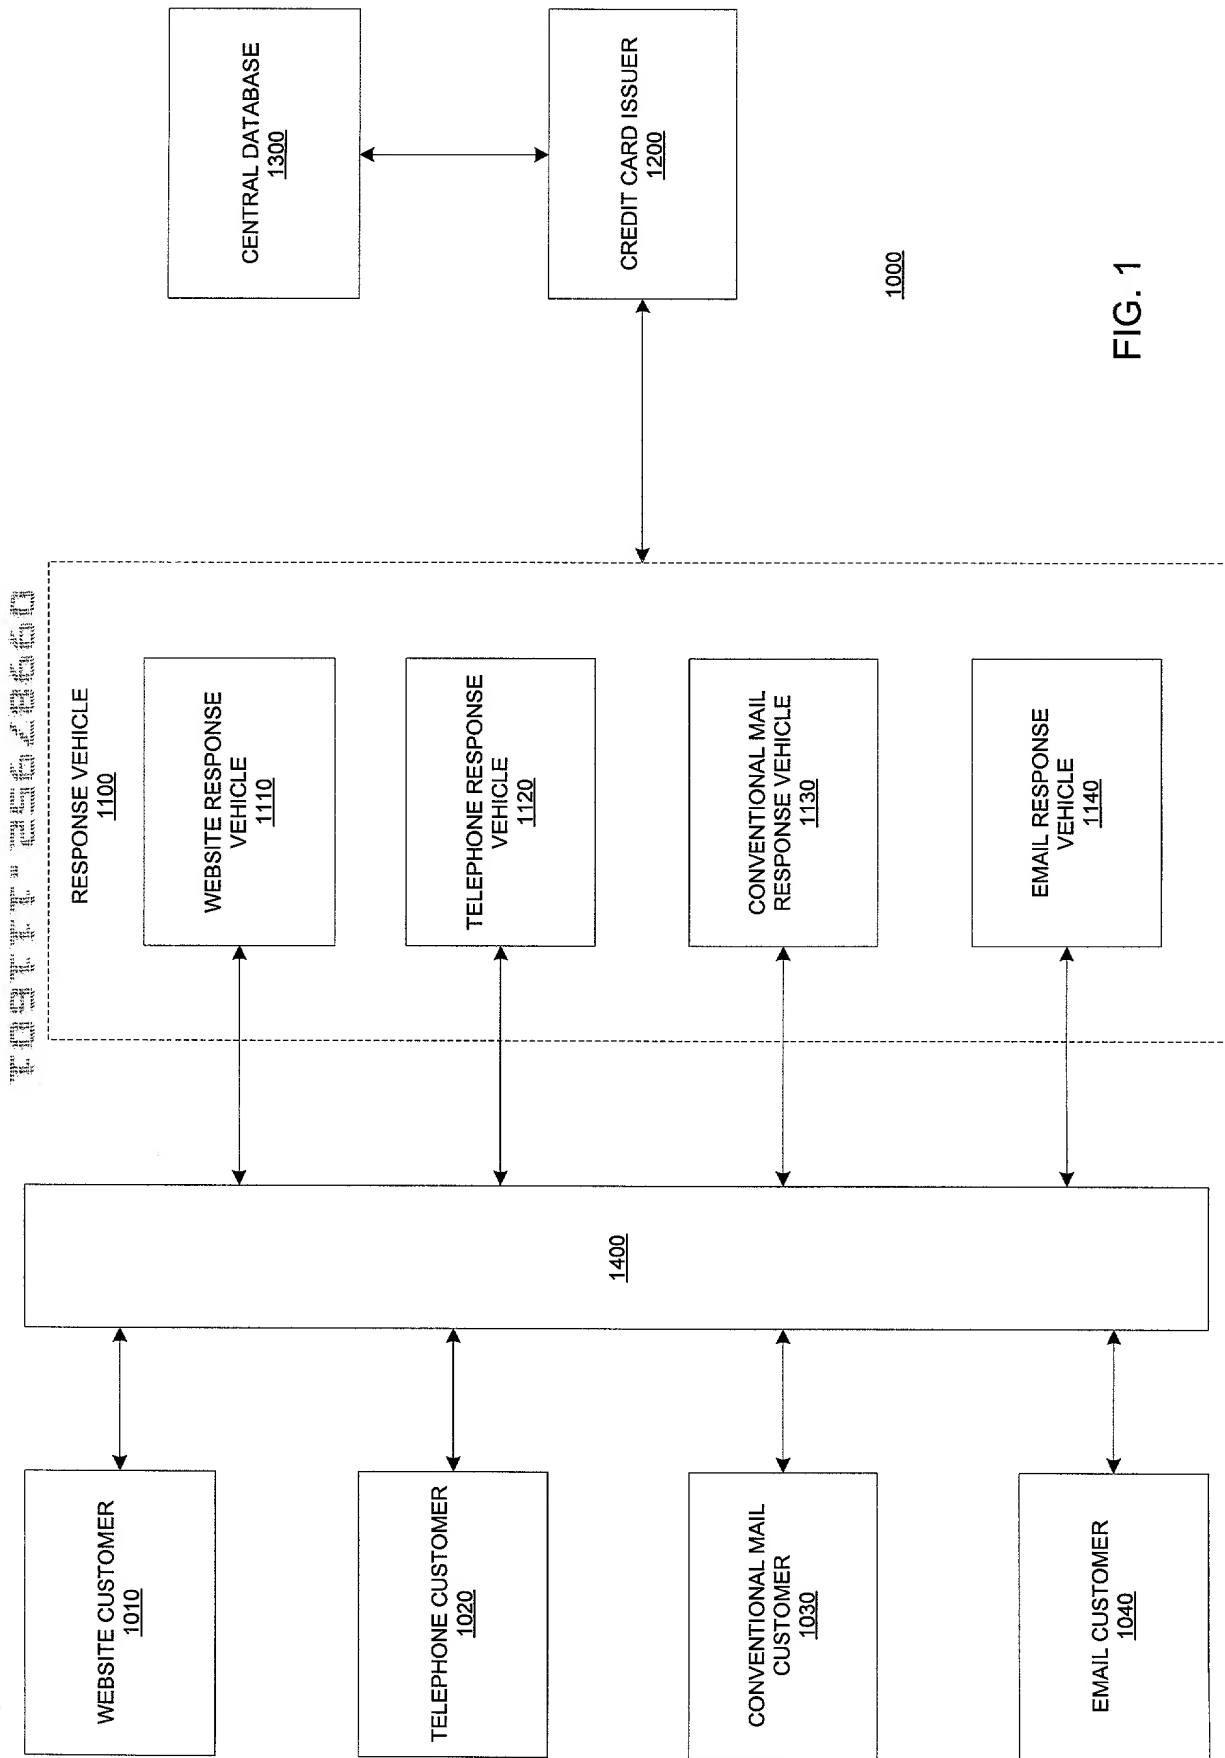 09987952.111601
WEBSITE CUSTOMER
1010
TELEPHONE CUSTOMER
1020
CONVENTIONAL MAIL
CUSTOMER
1030
EMAIL CUSTOMER
1040
1400
RESPONSE VEHICLE
1100
WEBSITE RESPONSE
VEHICLE
1110
TELEPHONE RESPONSE
VEHICLE
1120
CONVENTIONAL MAIL
RESPONSE VEHICLE
1130
EMAIL RESPONSE
VEHICLE
1140
CENTRAL DATABASE
1300
CREDIT CARD ISSUER
1200
1000
FIG. 1